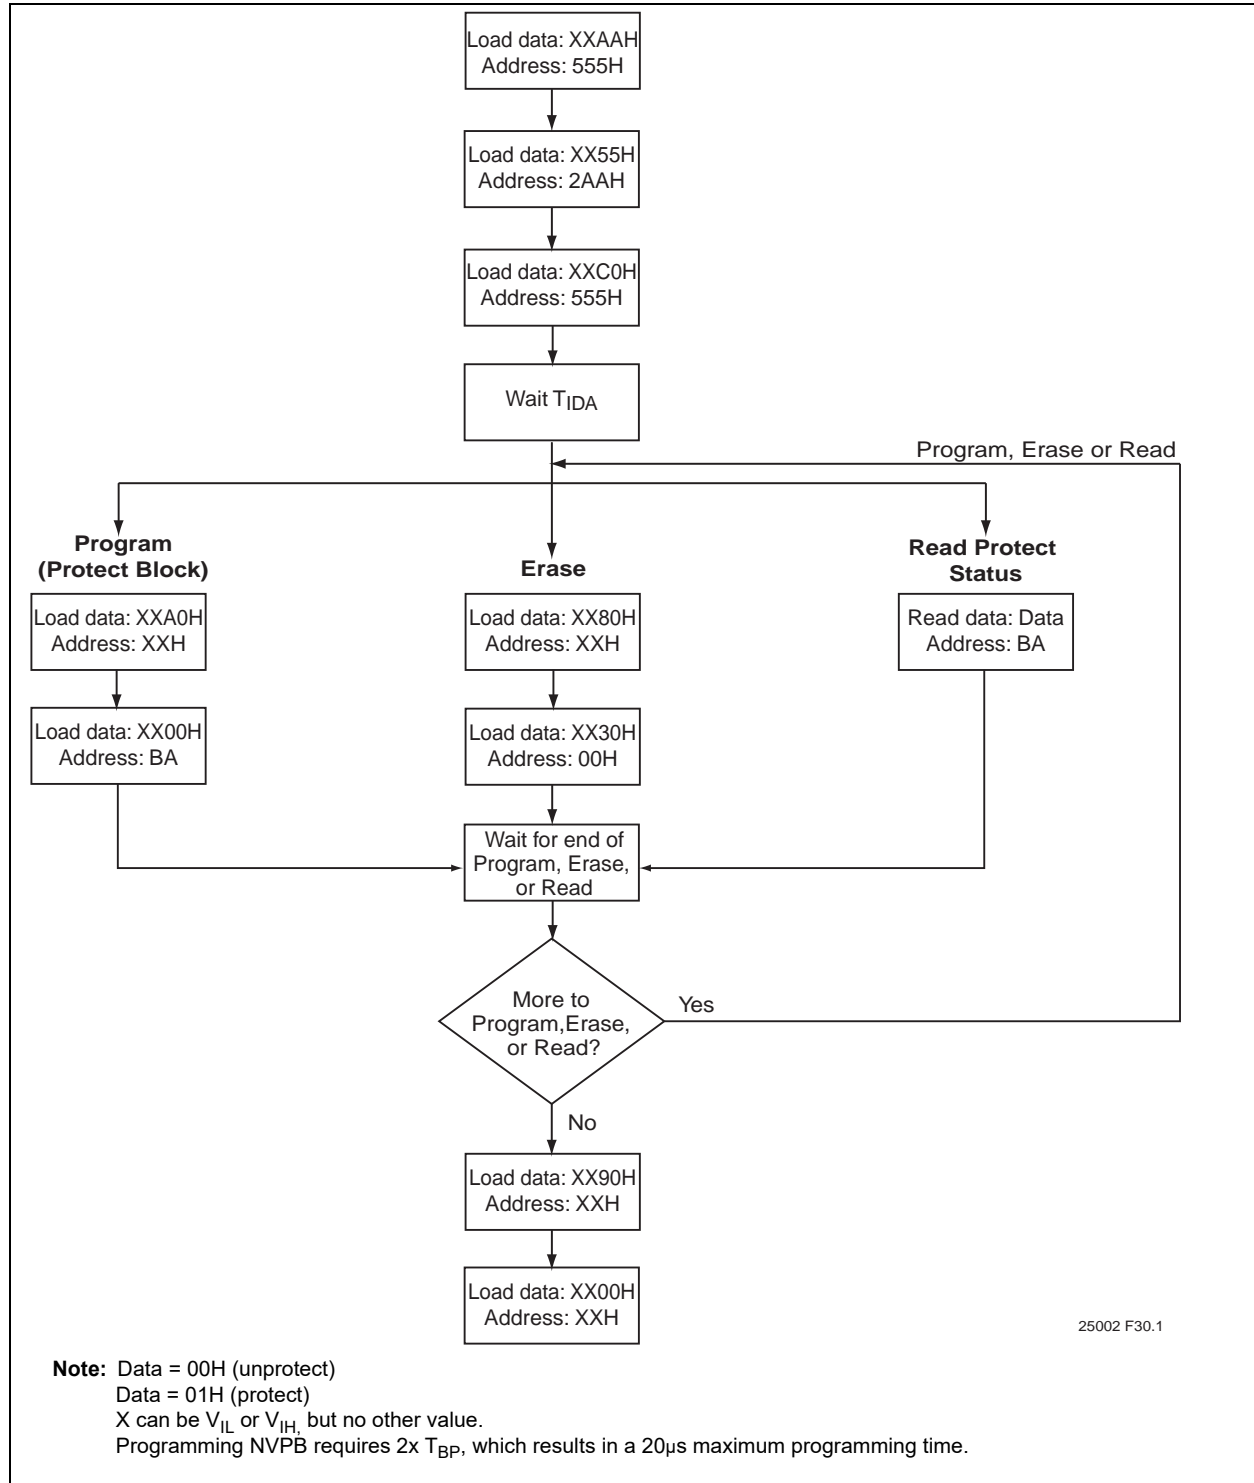 Load data: XXAAH
Address: 555H
Load data: XX55H
Address: 2AAH
Load data: XXC0H
Address: 555H
Wait TIDA
Program, Erase or Read
Program
(Protect Block)
Load data: XXA0H
Address: XXH
Load data: XX00H
Address: BA
Erase
Load data: XX80H
Address: XXH
Load data: XX30H
Address: 00H
Read Protect
Status
Read data: Data
Address: BA
Wait for end of
Program, Erase,
or Read
More to
Program,Erase,
or Read?
Yes
No
Load data: XX90H
Address: XXH
Load data: XX00H
Address: XXH
25002 F30.1
Note: Data = 00H (unprotect)
Data = 01H (protect)
X can be VIL or VIH, but no other value.
Programming NVPB requires 2x TBP, which results in a 20µs maximum programming time.